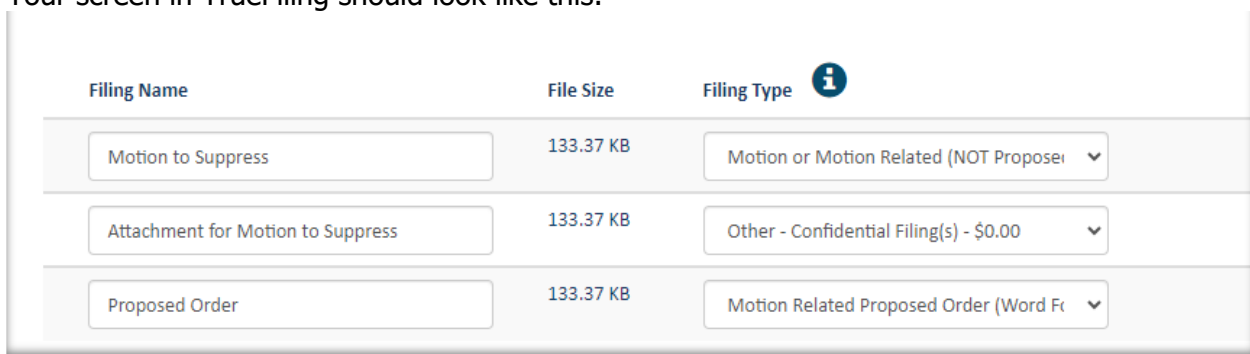 Your screen in TrueFiling should look like this:
Filing Name File Size Filing Type i
Motion to Suppress 133.37 KB Motion or Motion Related (NOT Propose
Attachment for Motion to Suppress 133.37 KB Other - Confidential Filing(s) - $0.00
Proposed Order 133.37 KB Motion Related Proposed Order (Word Fo